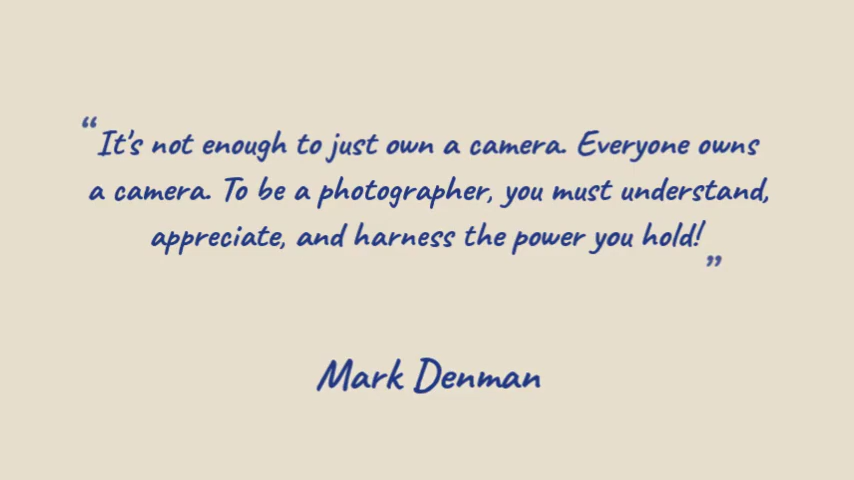 “It's not enough to just own a camera. Everyone owns
a camera. To be a photographer, you must understand,
appreciate, and harness the power you hold!”
Mark Denman